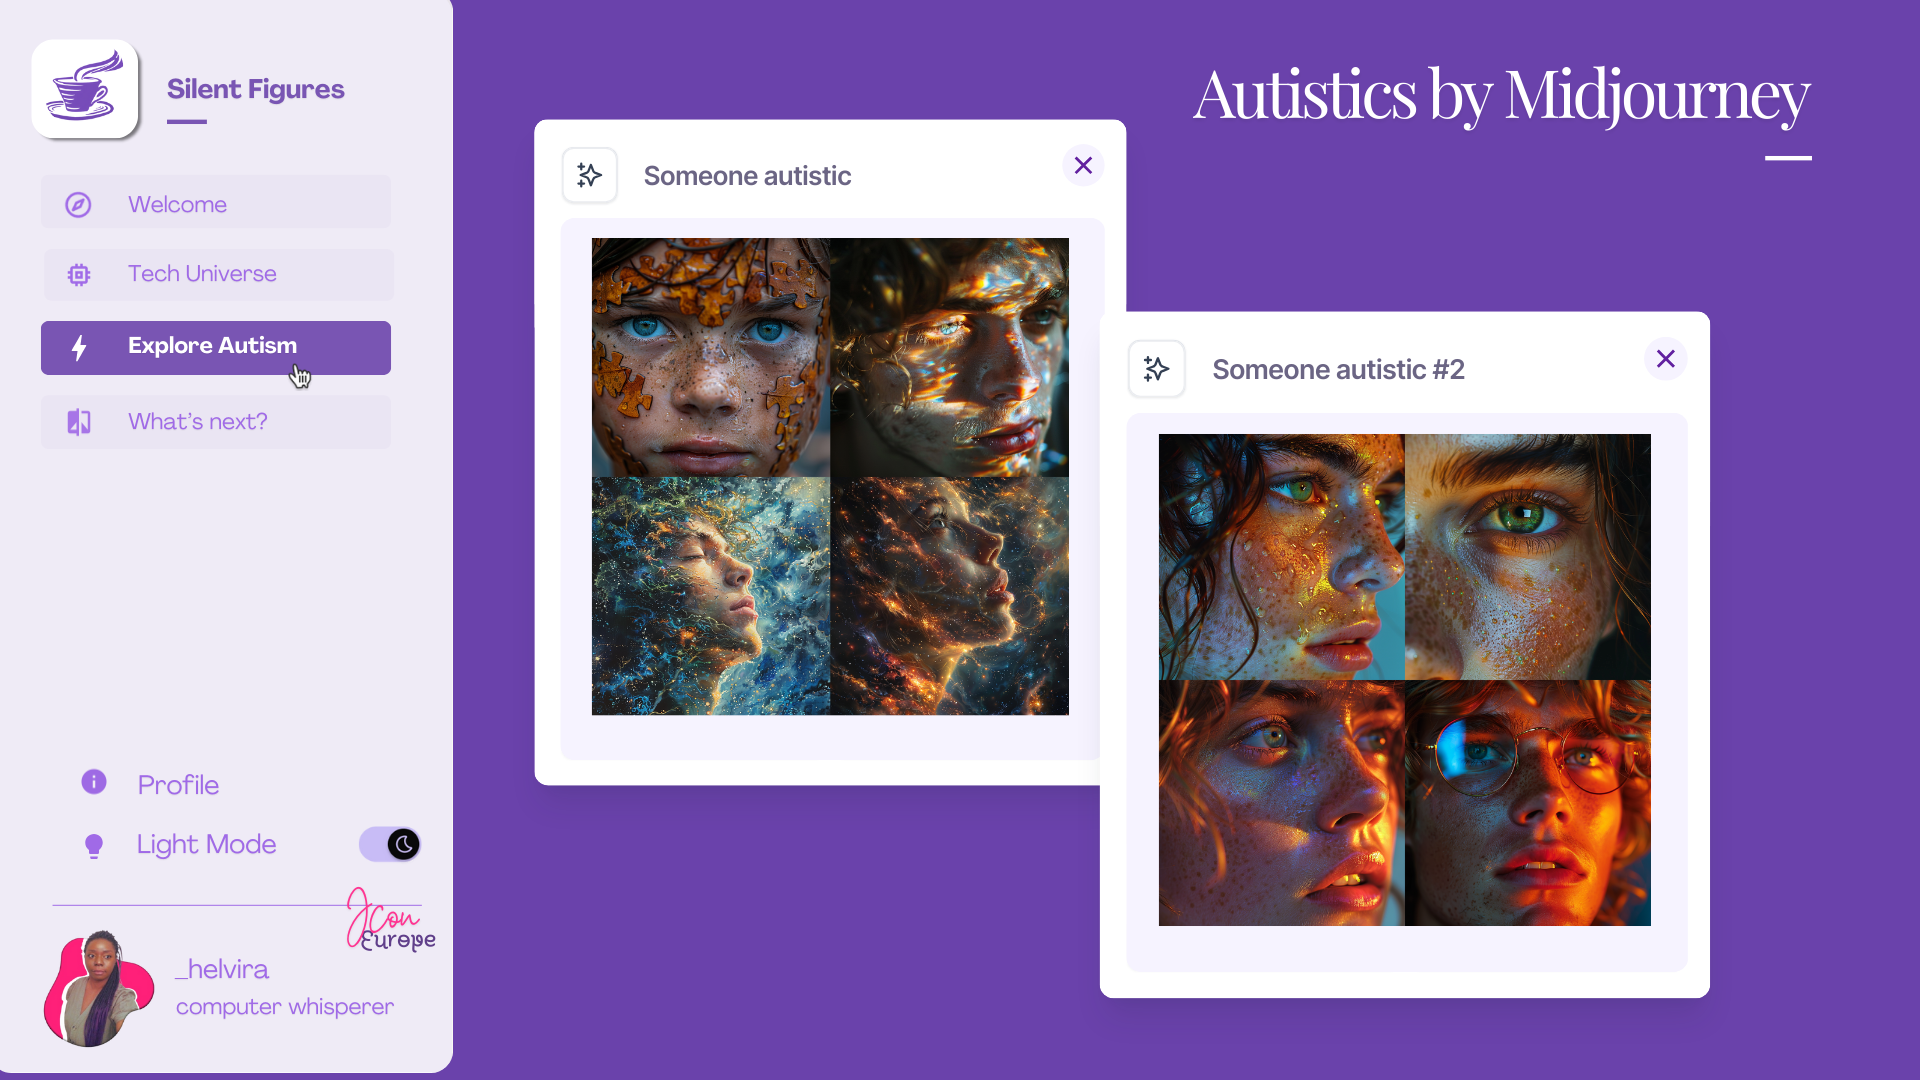 Silent Figures
Welcome
Tech Universe
Explore Autism
What's next?
Profile
Light Mode
JCon
Europe
_helvira
computer whisperer
Autistics by Midjourney
Someone autistic
Someone autistic #2